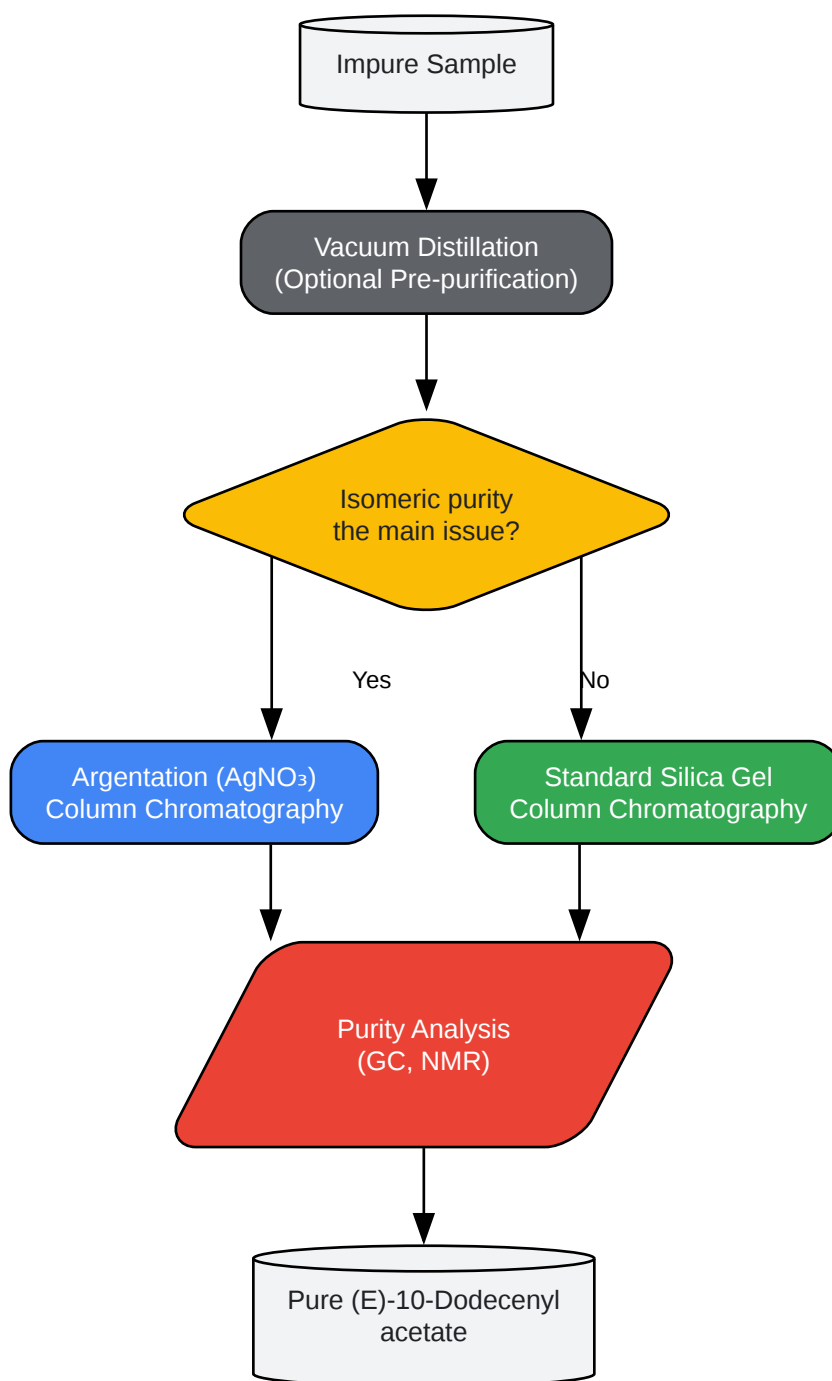 Impure Sample
Vacuum Distillation
(Optional Pre-purification)
Isomeric purity
the main issue?
Yes
No
Argentation (AgNO₃)
Column Chromatography
Standard Silica Gel
Column Chromatography
Purity Analysis
(GC, NMR)
Pure (E)-10-Dodecenyl
acetate